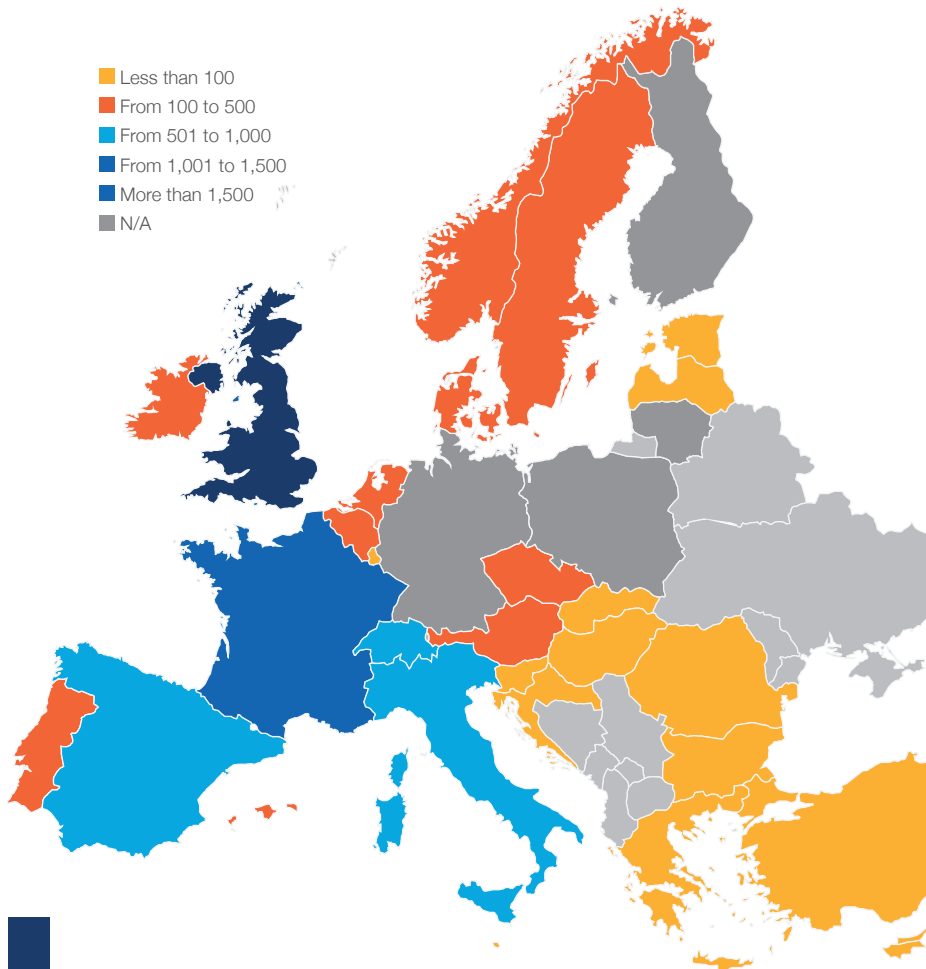 Less than 100
From 100 to 500
From 501 to 1,000
From 1,001 to 1,500
More than 1,500
N/A